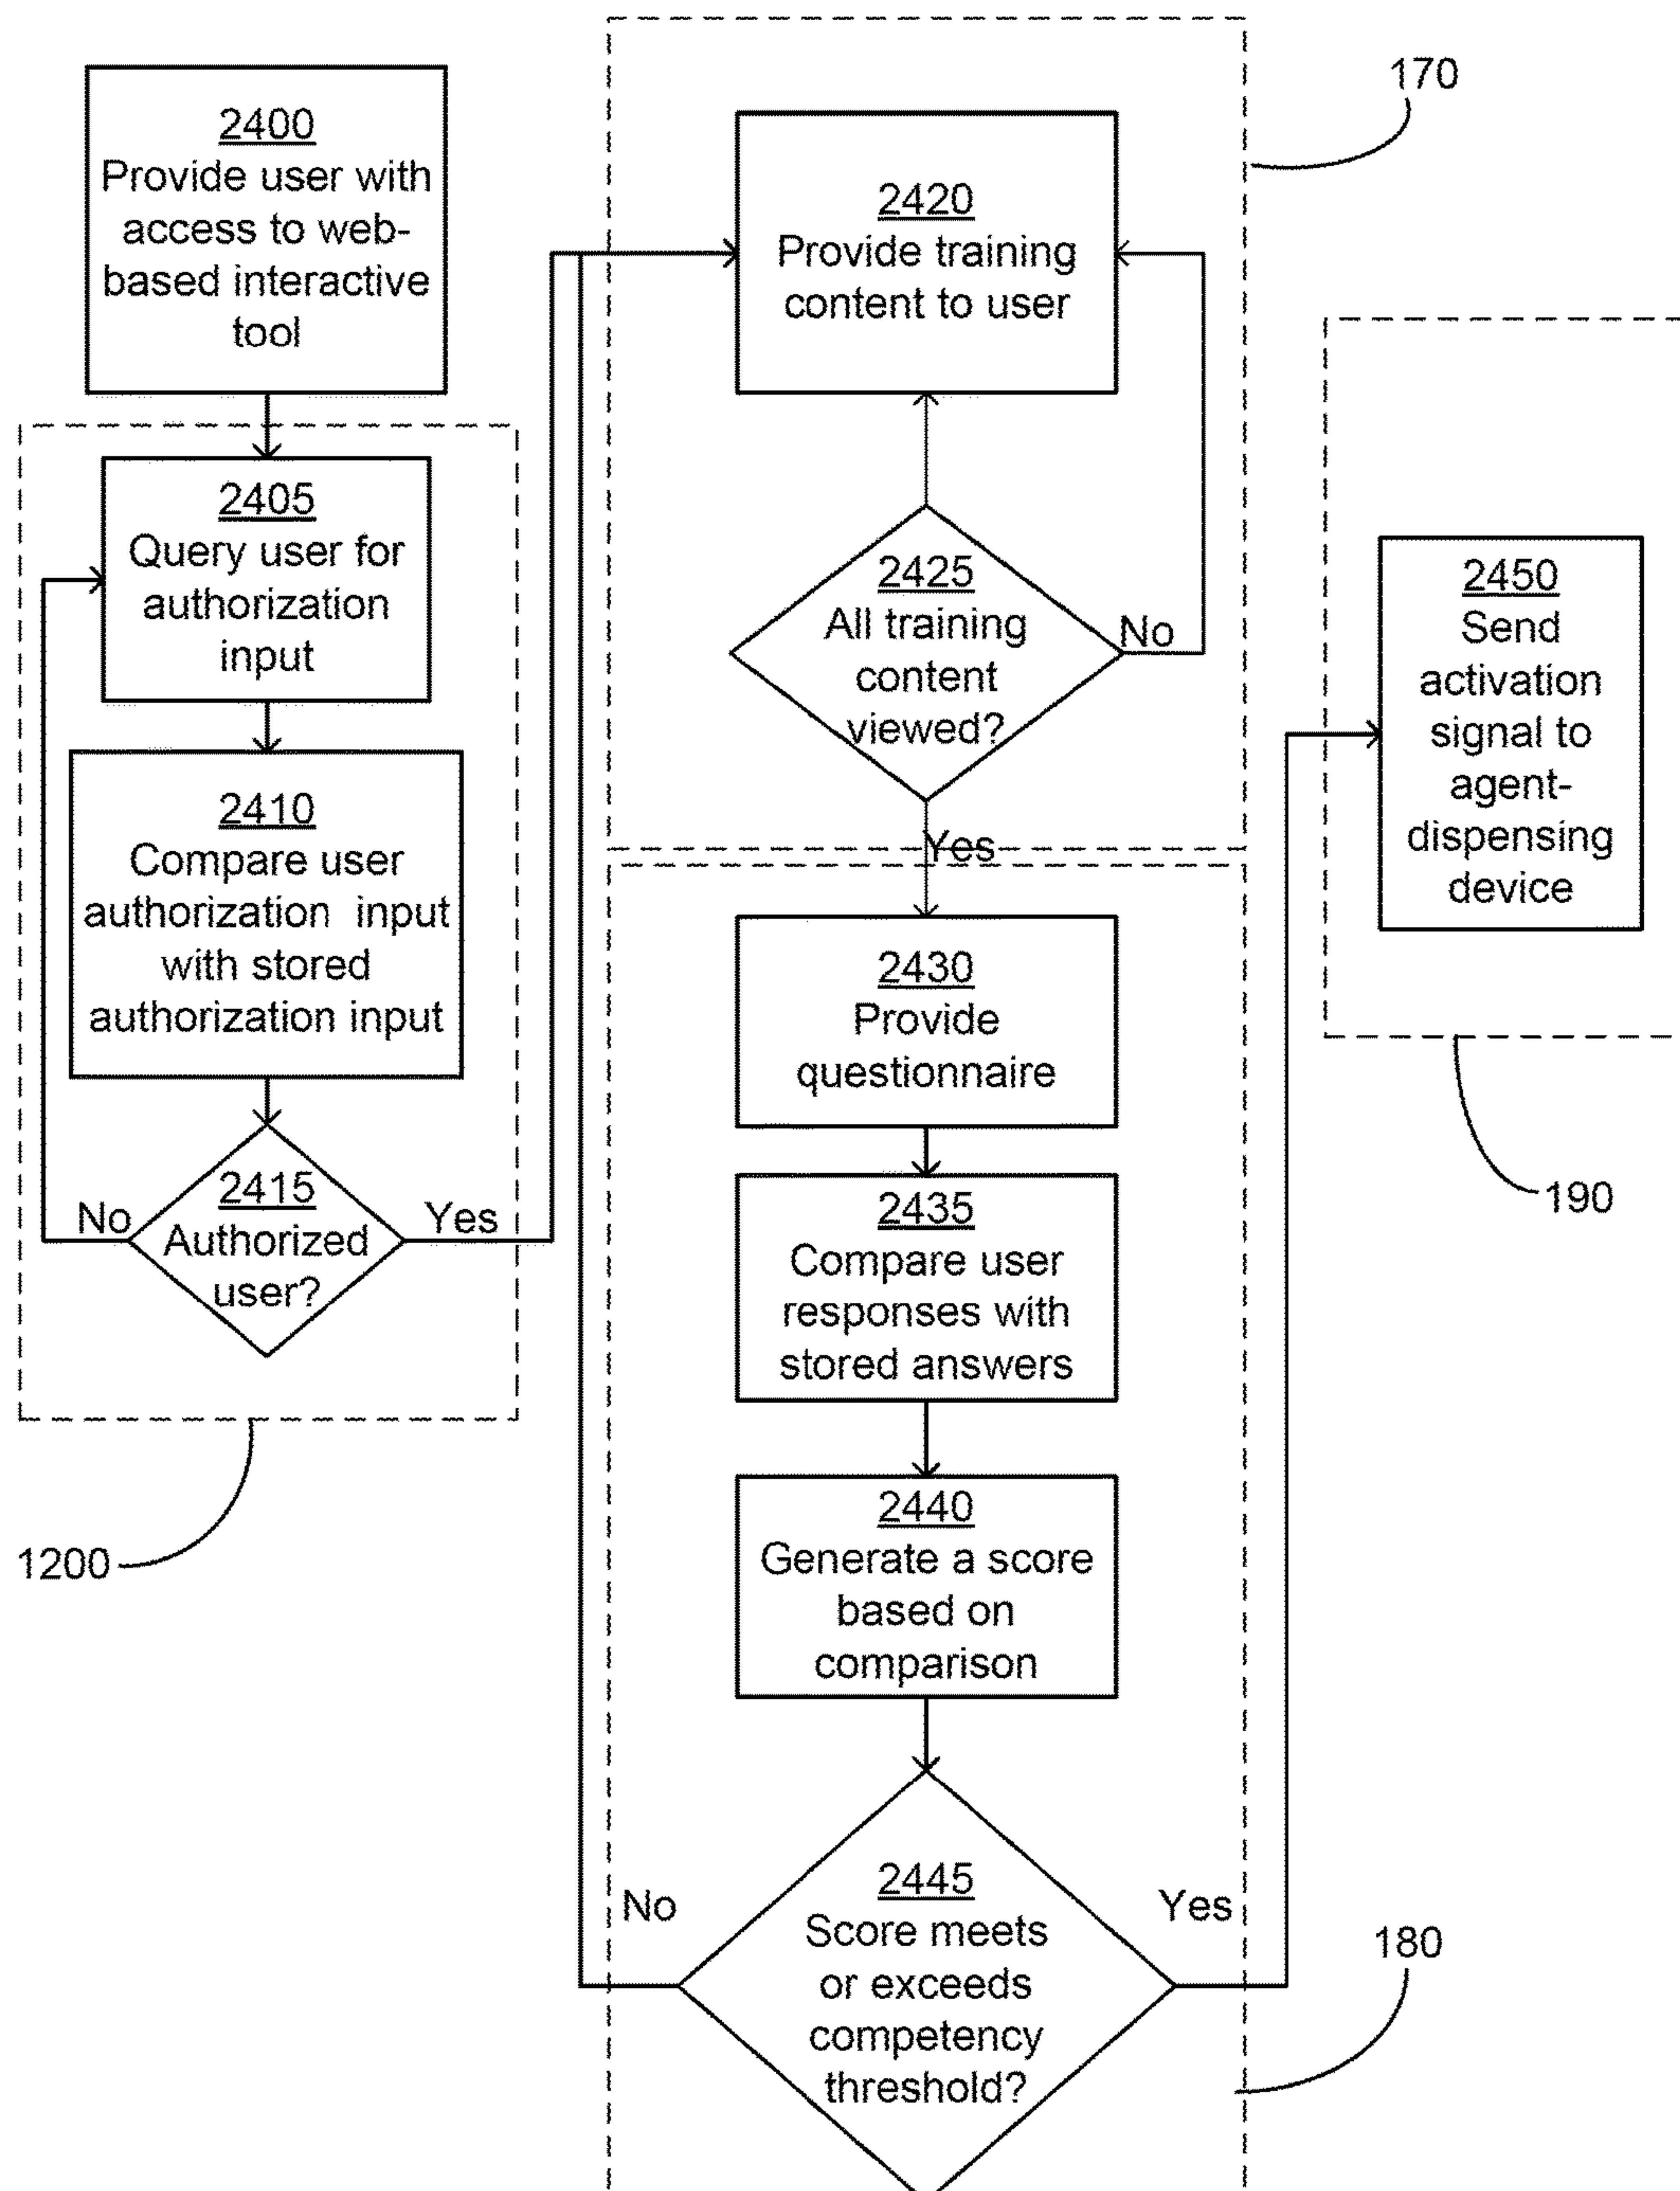 2400
Provide user with
access to web-
based interactive
tool
2405
Query user for
authorization
input
2410
Compare user
authorization input
with stored
authorization input
2415
Authorized
user?
No
Yes
1200
170
2420
Provide training
content to user
2425
All training
content
viewed?
No
Yes
2430
Provide
questionnaire
2435
Compare user
responses with
stored answers
2440
Generate a score
based on
comparison
2445
Score meets
or exceeds
competency
threshold?
No
Yes
180
2450
Send
activation
signal to
agent-
dispensing
device
190